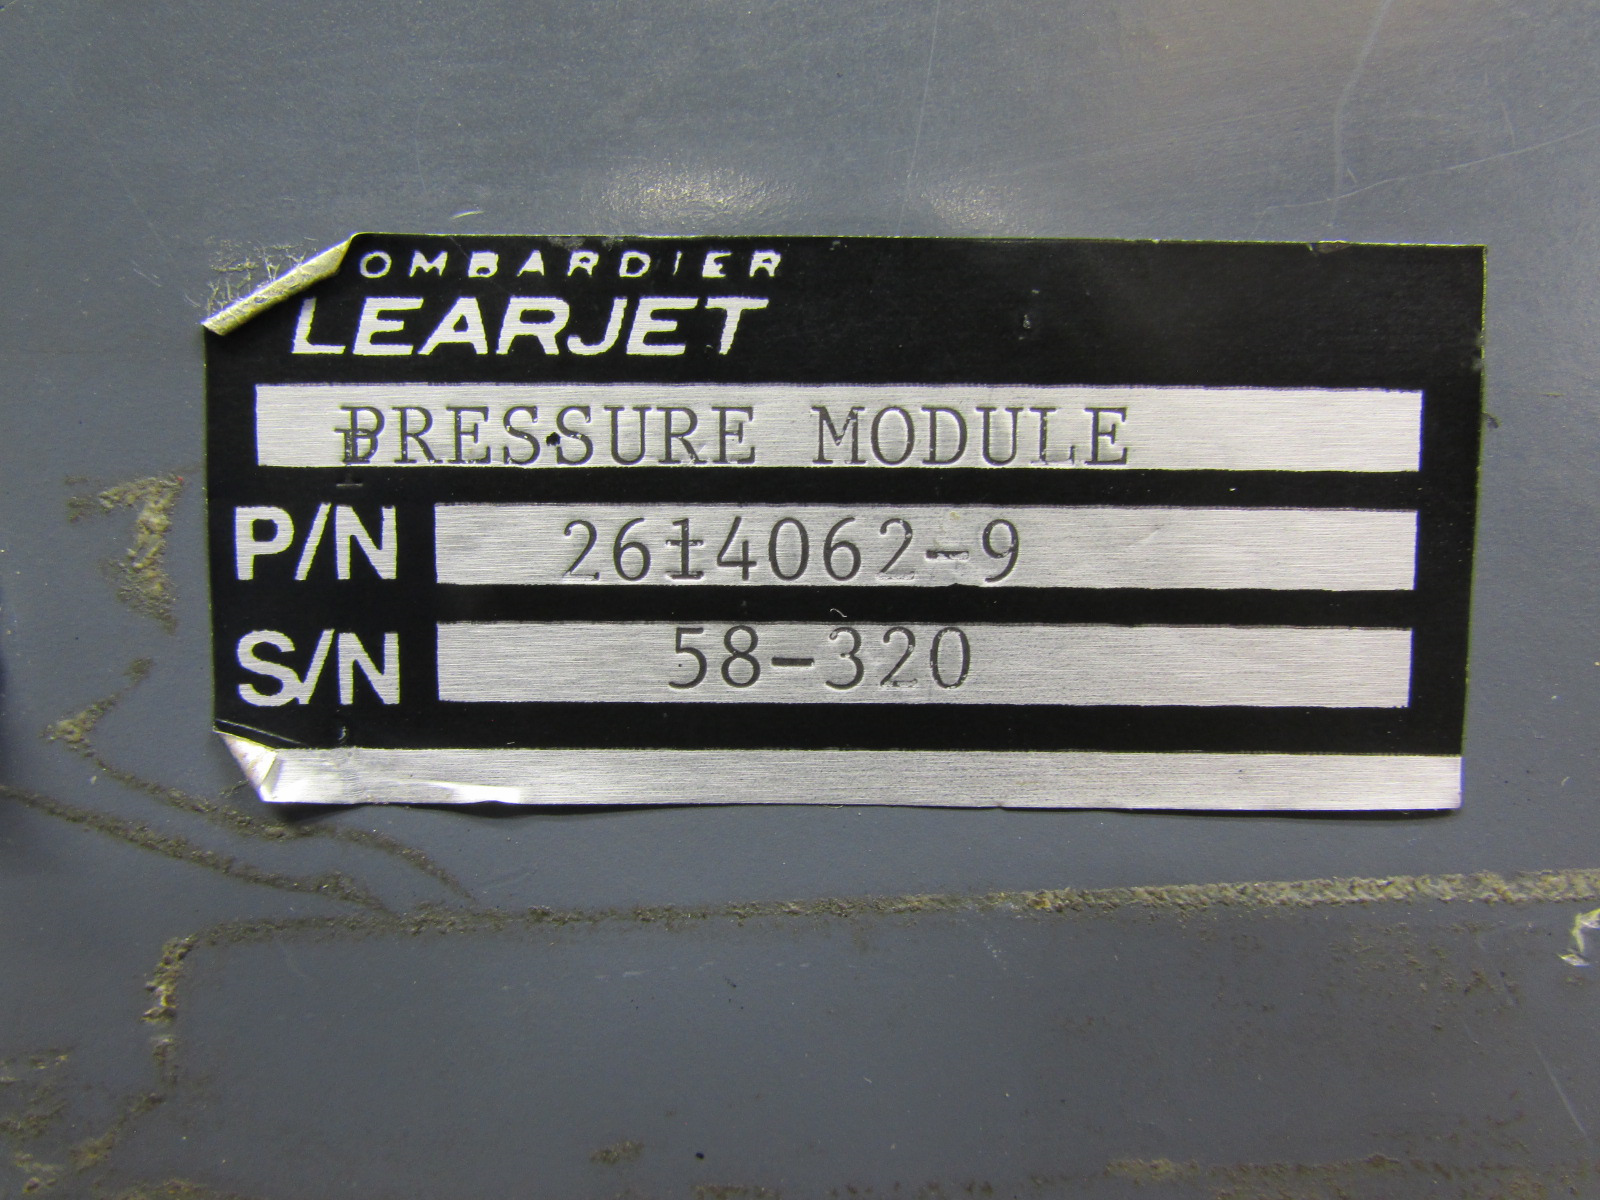 OMBARDIER
LEARJET
PRESSURE MODULE
P/N 2614062-9
S/N 58-320